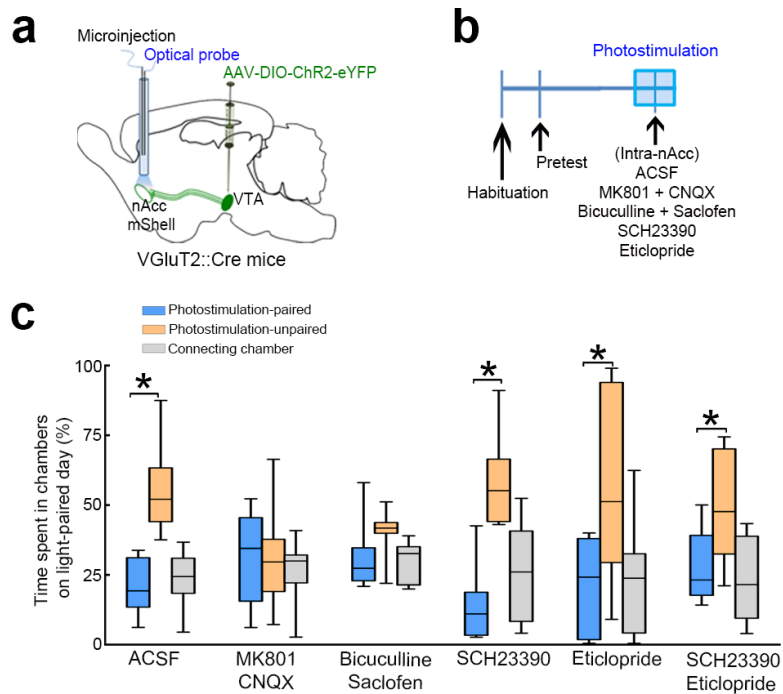 a
Microinjection
Optical probe
AAV-DIO-ChR2-eYFP
nAcc
mShell
VTA
VGluT2::Cre mice
b
Photostimulation
Habituation
Pretest
(Intra-nAcc)
ACSF
MK801 + CNQX
Bicuculline + Saclofen
SCH23390
Eticlopride
c
Photostimulation-paired
Photostimulation-unpaired
Connecting chamber
Time spent in chambers
on light-paired day (%)
100
75
50
25
0
*
*
*
*
ACSF
MK801
CNQX
Bicuculline
Saclofen
SCH23390
Eticlopride
SCH23390
Eticlopride